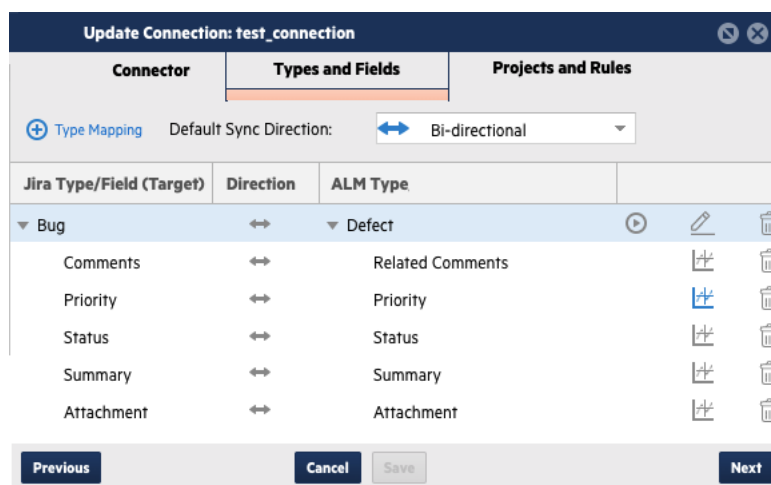 Update Connection: test_connection
Connector Types and Fields Projects and Rules
Type Mapping Default Sync Direction: Bi-directional
Jira Type/Field (Target) Direction ALM Type
Bug Defect
Comments Related Comments
Priority Priority
Status Status
Summary Summary
Attachment Attachment
Previous Cancel Save Next